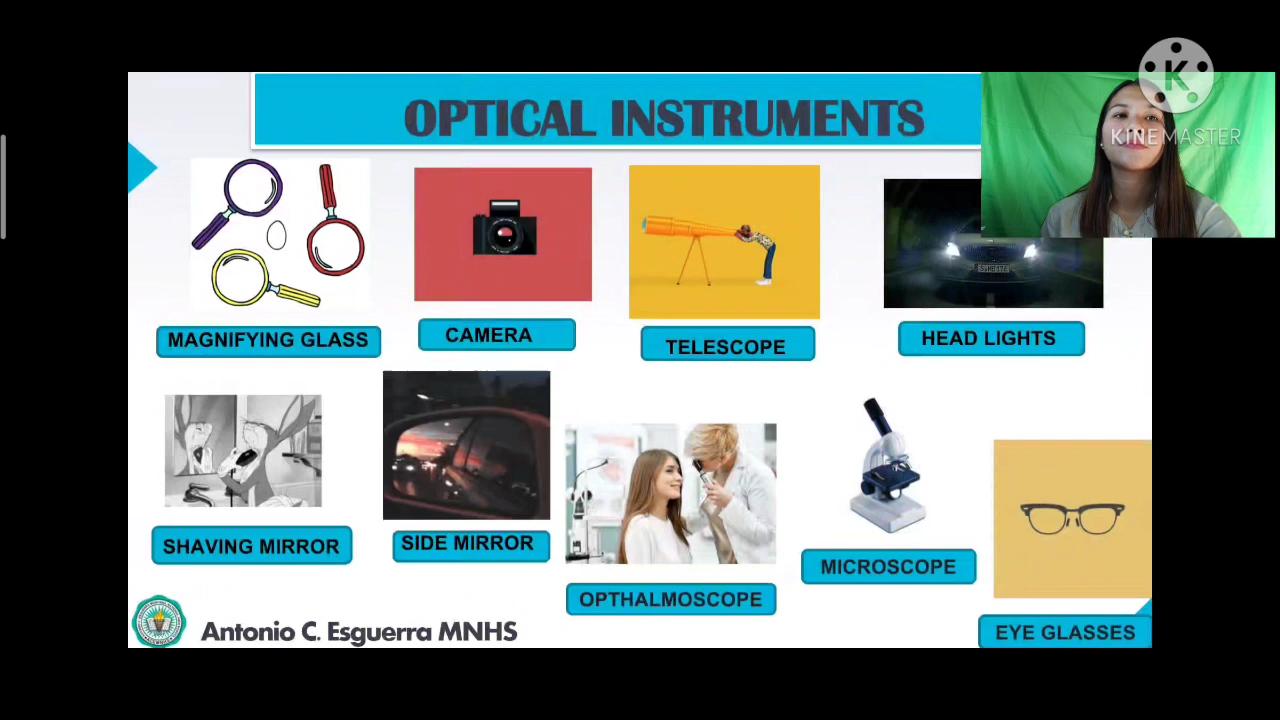 OPTICAL INSTRUMENTS
KINEMASTER
MAGNIFYING GLASS
CAMERA
TELESCOPE
HEAD LIGHTS
SHAVING MIRROR
SIDE MIRROR
OPTHALMOSCOPE
MICROSCOPE
EYE GLASSES
Antonio C. Esguerra MNHS